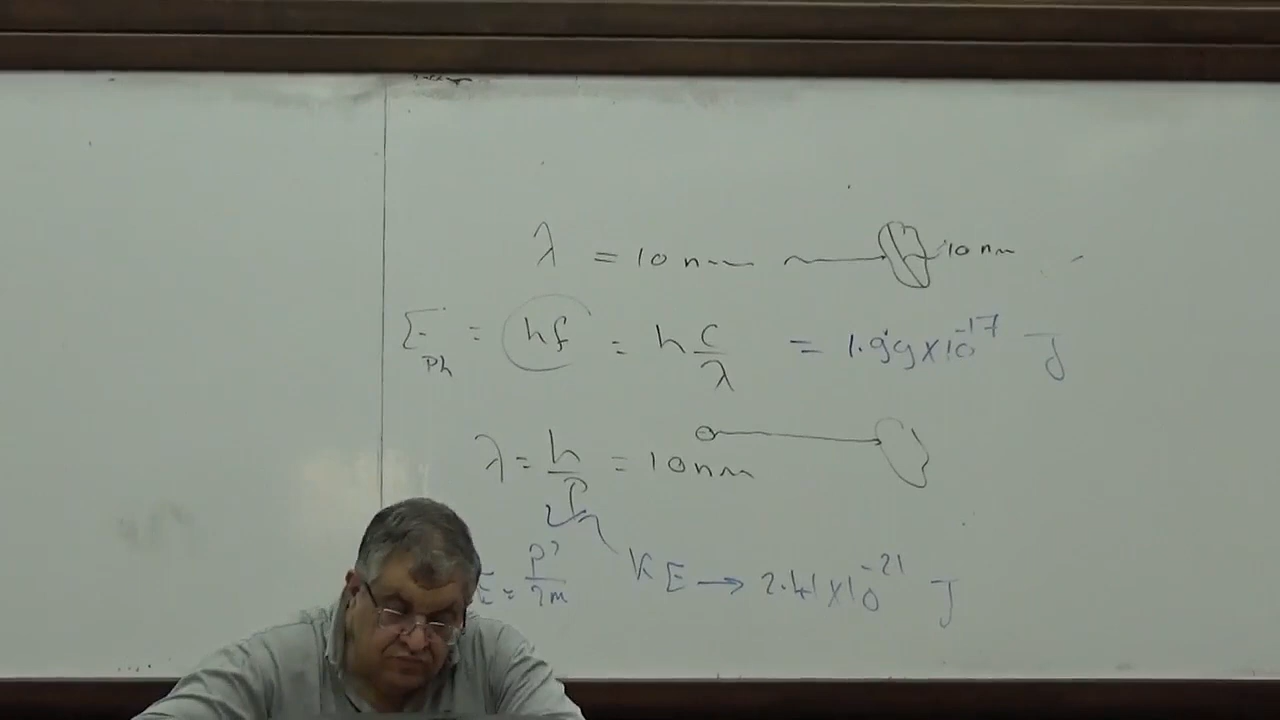 λ = 10 nm 10 nm
E ph = hf = h c/λ = 1.99 x 10^-17 J
λ = h/P = 10 nm
E = P²/2m KE → 2.41 x 10^-21 J